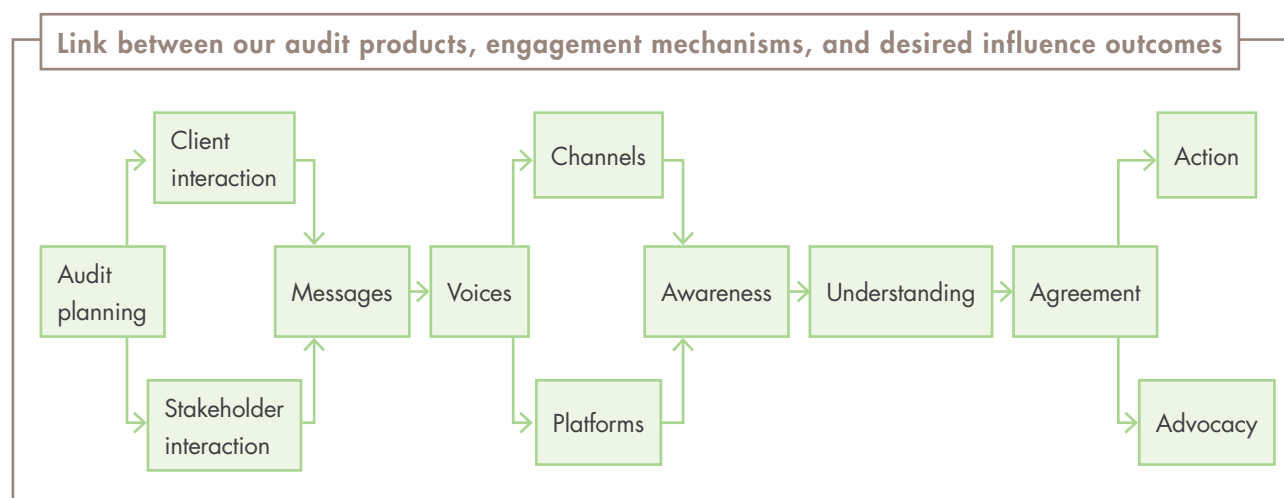 Link between our audit products, engagement mechanisms, and desired influence outcomes
Client
interaction
Channels
Action
Audit
planning
Messages
Voices
Awareness
Understanding
Agreement
Stakeholder
interaction
Platforms
Advocacy